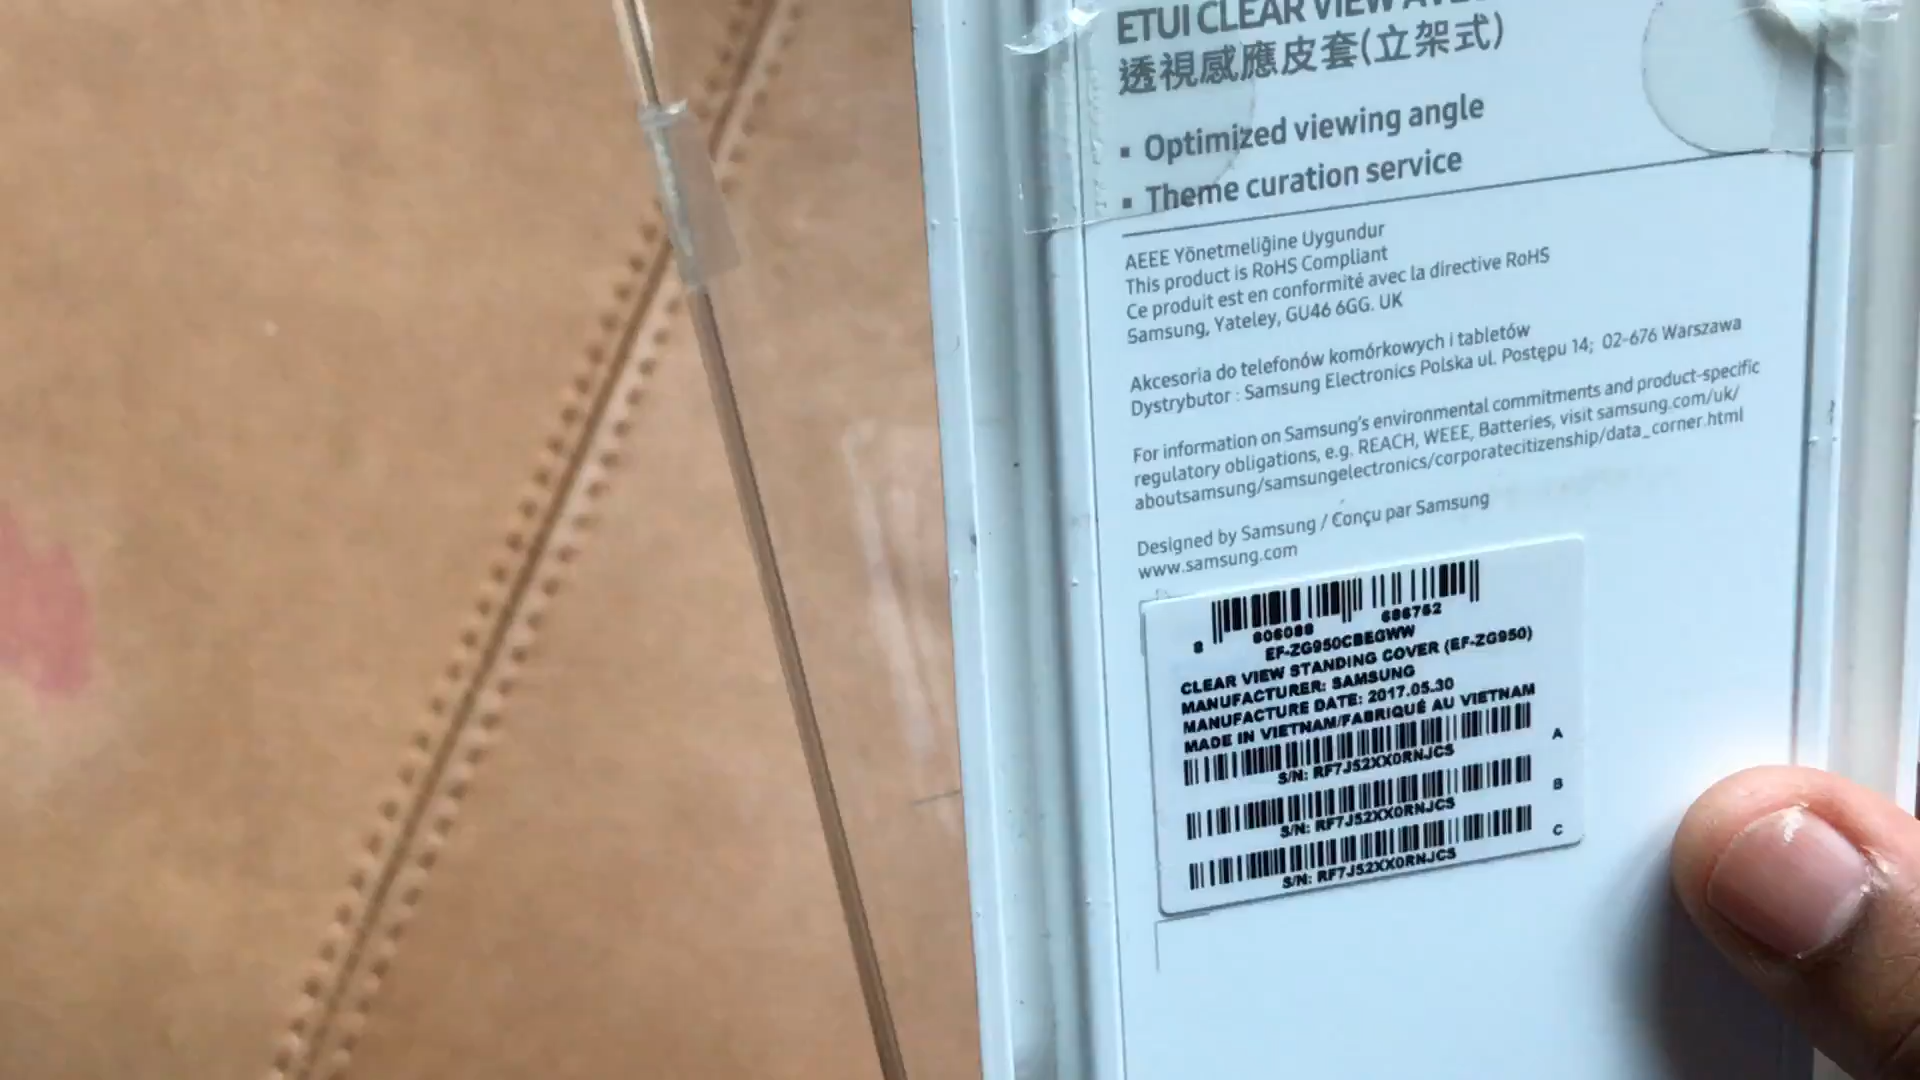 ETUI CLEAR VIEW
透視感應皮套(立架式)
▪ Optimized viewing angle
▪ Theme curation service
AEEE Yönetmeliğine Uygundur
This product is RoHS Compliant
Ce produit est en conformité avec la directive RoHS
Samsung, Yateley, GU46 6GG. UK
Akcesoria do telefonów komórkowych i tabletów
Dystrybutor : Samsung Electronics Polska ul. Postępu 14; 02-676 Warszawa
For information on Samsung's environmental commitments and product-specific
regulatory obligations, e.g. REACH, WEEE, Batteries, visit samsung.com/uk/
aboutsamsung/samsungelectronics/corporatecitizenship/data_corner.html
Designed by Samsung / Conçu par Samsung
www.samsung.com
8 806088 686752
EF-ZG950CBEGWW
CLEAR VIEW STANDING COVER (EF-ZG950)
MANUFACTURER: SAMSUNG
MANUFACTURE DATE: 2017.05.30
MADE IN VIETNAM/FABRIQUÉ AU VIETNAM
A
S/N: RF7J52XX0RNJCS
B
S/N: RF7J52XX0RNJCS
C
S/N: RF7J52XX0RNJCS